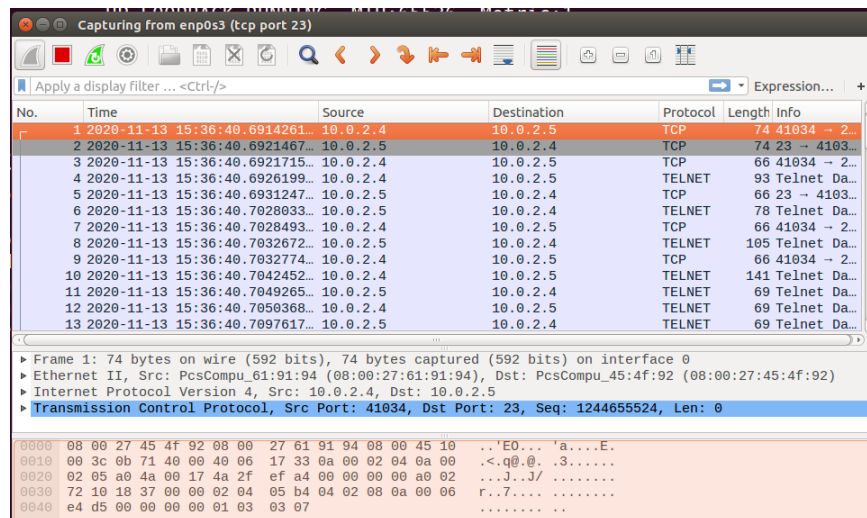 Capturing from enp0s3 (tcp port 23)
Apply a display filter ... <Ctrl-/> Expression... +
No. Time Source Destination Protocol Length Info
1 2020-11-13 15:36:40.6914261… 10.0.2.4 10.0.2.5 TCP 74 41034 → 2…
2 2020-11-13 15:36:40.6921467… 10.0.2.5 10.0.2.4 TCP 74 23 → 4103…
3 2020-11-13 15:36:40.6921715… 10.0.2.4 10.0.2.5 TCP 66 41034 → 2…
4 2020-11-13 15:36:40.6926199… 10.0.2.4 10.0.2.5 TELNET 93 Telnet Da…
5 2020-11-13 15:36:40.6931247… 10.0.2.5 10.0.2.4 TCP 66 23 → 4103…
6 2020-11-13 15:36:40.7028033… 10.0.2.5 10.0.2.4 TELNET 78 Telnet Da…
7 2020-11-13 15:36:40.7028493… 10.0.2.4 10.0.2.5 TCP 66 41034 → 2…
8 2020-11-13 15:36:40.7032672… 10.0.2.5 10.0.2.4 TELNET 105 Telnet Da…
9 2020-11-13 15:36:40.7032774… 10.0.2.4 10.0.2.5 TCP 66 41034 → 2…
10 2020-11-13 15:36:40.7042452… 10.0.2.4 10.0.2.5 TELNET 141 Telnet Da…
11 2020-11-13 15:36:40.7049265… 10.0.2.5 10.0.2.4 TELNET 69 Telnet Da…
12 2020-11-13 15:36:40.7050368… 10.0.2.4 10.0.2.5 TELNET 69 Telnet Da…
13 2020-11-13 15:36:40.7097617… 10.0.2.5 10.0.2.4 TELNET 69 Telnet Da…
Frame 1: 74 bytes on wire (592 bits), 74 bytes captured (592 bits) on interface 0
Ethernet II, Src: PcsCompu_61:91:94 (08:00:27:61:91:94), Dst: PcsCompu_45:4f:92 (08:00:27:45:4f:92)
Internet Protocol Version 4, Src: 10.0.2.4, Dst: 10.0.2.5
Transmission Control Protocol, Src Port: 41034, Dst Port: 23, Seq: 1244655524, Len: 0
0000 08 00 27 45 4f 92 08 00 27 61 91 94 08 00 45 10 ..'EO... 'a....E.
0010 00 3c 0b 71 40 00 40 06 17 33 0a 00 02 04 0a 00 .<.q@.@. .3......
0020 02 05 a0 4a 00 17 4a 2f ef a4 00 00 00 00 a0 02 ...J..J/ ........
0030 72 10 18 37 00 00 02 04 05 b4 04 02 08 0a 00 06 r..7.... ........
0040 e4 d5 00 00 00 00 01 03 03 07 ........ ..